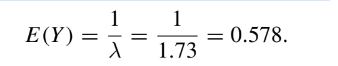 E(Y) = 1/λ = 1/1.73 = 0.578.